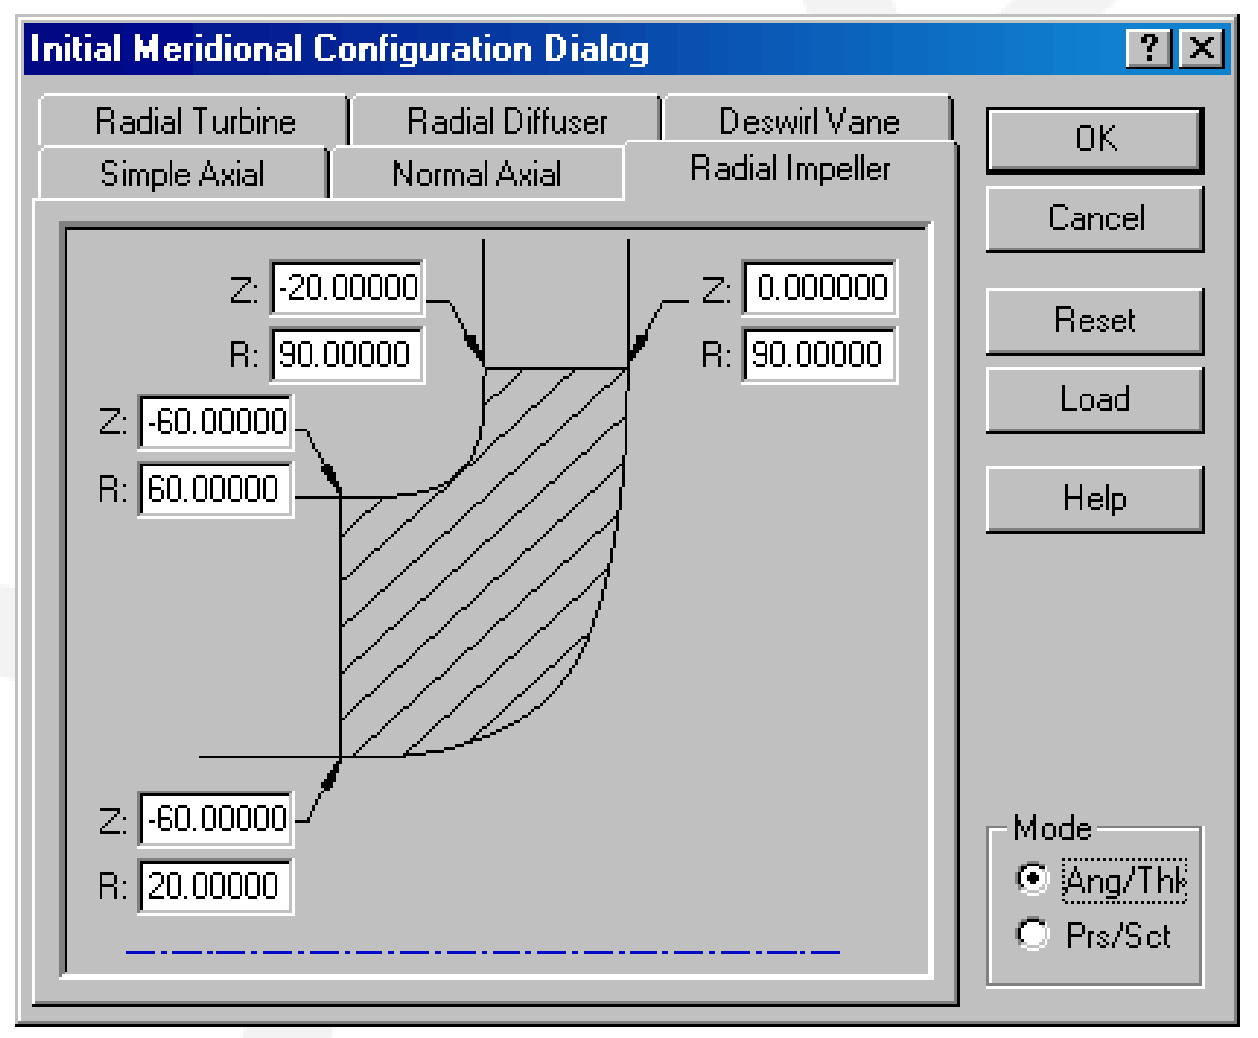 Initial Meridional Configuration Dialog
Radial Turbine Radial Diffuser Deswirl Vane
Simple Axial Normal Axial Radial Impeller
OK
Cancel
Reset
Load
Help
Z: -20.00000 Z: 0.000000
R: 90.00000 R: 90.00000
Z: -60.00000
R: 60.00000
Z: -60.00000
R: 20.00000
Mode
Ang/Thk
Prs/Sct